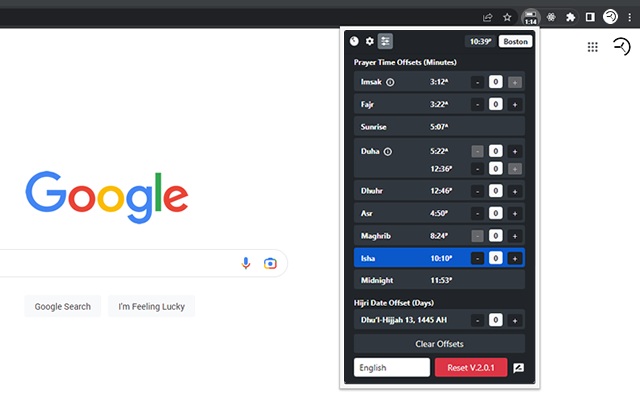 1:14
10:39ᴾ Boston
Prayer Time Offsets (Minutes)
Imsak 3:12ᴬ - 0 +
Fajr 3:22ᴬ - 0 +
Sunrise 5:07ᴬ
Duha 5:22ᴬ - 0 +
12:36ᴾ - 0 +
Dhuhr 12:46ᴾ - 0 +
Asr 4:50ᴾ - 0 +
Maghrib 8:24ᴾ - 0 +
Isha 10:10ᴾ - 0 +
Midnight 11:53ᴾ
Hijri Date Offset (Days)
Dhu'l-Hijjah 13, 1445 AH - 0 +
Clear Offsets
English Reset V.2.0.1
Google
Google Search I'm Feeling Lucky